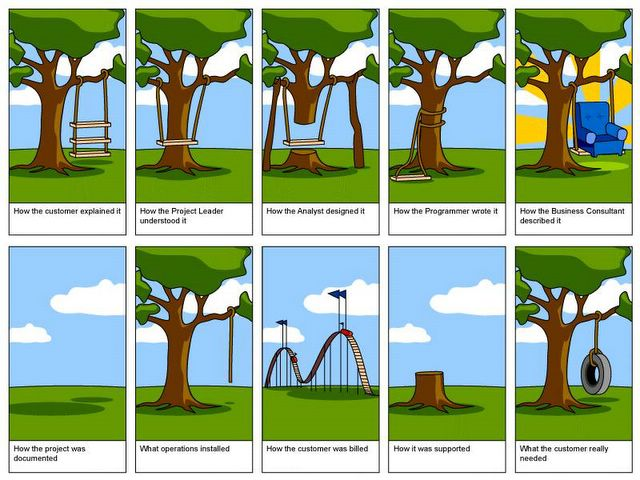 How the customer explained it
How the Project Leader
understood it
How the Analyst designed it
How the Programmer wrote it
How the Business Consultant
described it
How the project was
documented
What operations installed
How the customer was billed
How it was supported
What the customer really
needed